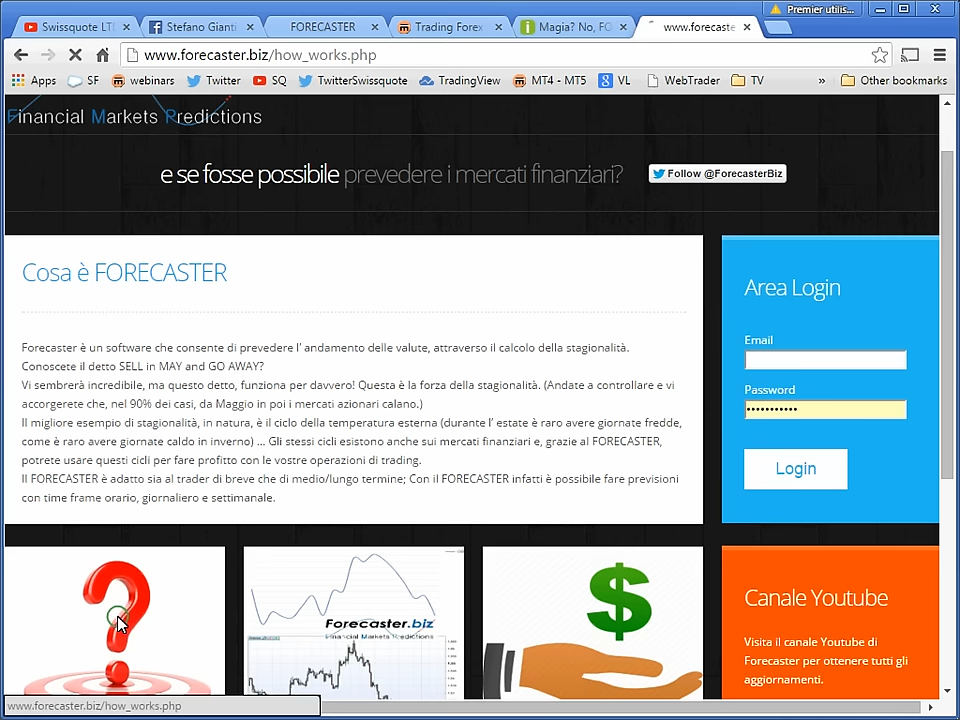 Premier utilis...
Swissquote LT
Stefano Gianti
FORECASTER
Trading Forex
Magia? No, FO
www.forecaste
www.forecaster.biz/how_works.php
Apps
SF
webinars
Twitter
SQ
TwitterSwissquote
TradingView
MT4 - MT5
VL
WebTrader
TV
»
Other bookmarks
Financial Markets Predictions
e se fosse possibile prevedere i mercati finanziari?
Follow @ForecasterBiz
Cosa è FORECASTER
Forecaster è un software che consente di prevedere l' andamento delle valute, attraverso il calcolo della stagionalità.
Conoscete il detto SELL in MAY and GO AWAY?
Vi sembrerà incredibile, ma questo detto, funziona per davvero! Questa è la forza della stagionalità. (Andate a controllare e vi
accorgerete che, nel 90% dei casi, da Maggio in poi i mercati azionari calano.)
Il migliore esempio di stagionalità, in natura, è il ciclo della temperatura esterna (durante l' estate è raro avere giornate fredde,
come è raro avere giornate caldo in inverno) ... Gli stessi cicli esistono anche sui mercati finanziari e, grazie al FORECASTER,
potrete usare questi cicli per fare profitto con le vostre operazioni di trading.
Il FORECASTER è adatto sia al trader di breve che di medio/lungo termine; Con il FORECASTER infatti è possibile fare previsioni
con time frame orario, giornaliero e settimanale.
Area Login
Email
Password
•••••••••••
Login
?
Forecaster.biz
Financial Markets Predictions
$
Canale Youtube
Visita il canale Youtube di
Forecaster per ottenere tutti gli
aggiornamenti.
www.forecaster.biz/how_works.php